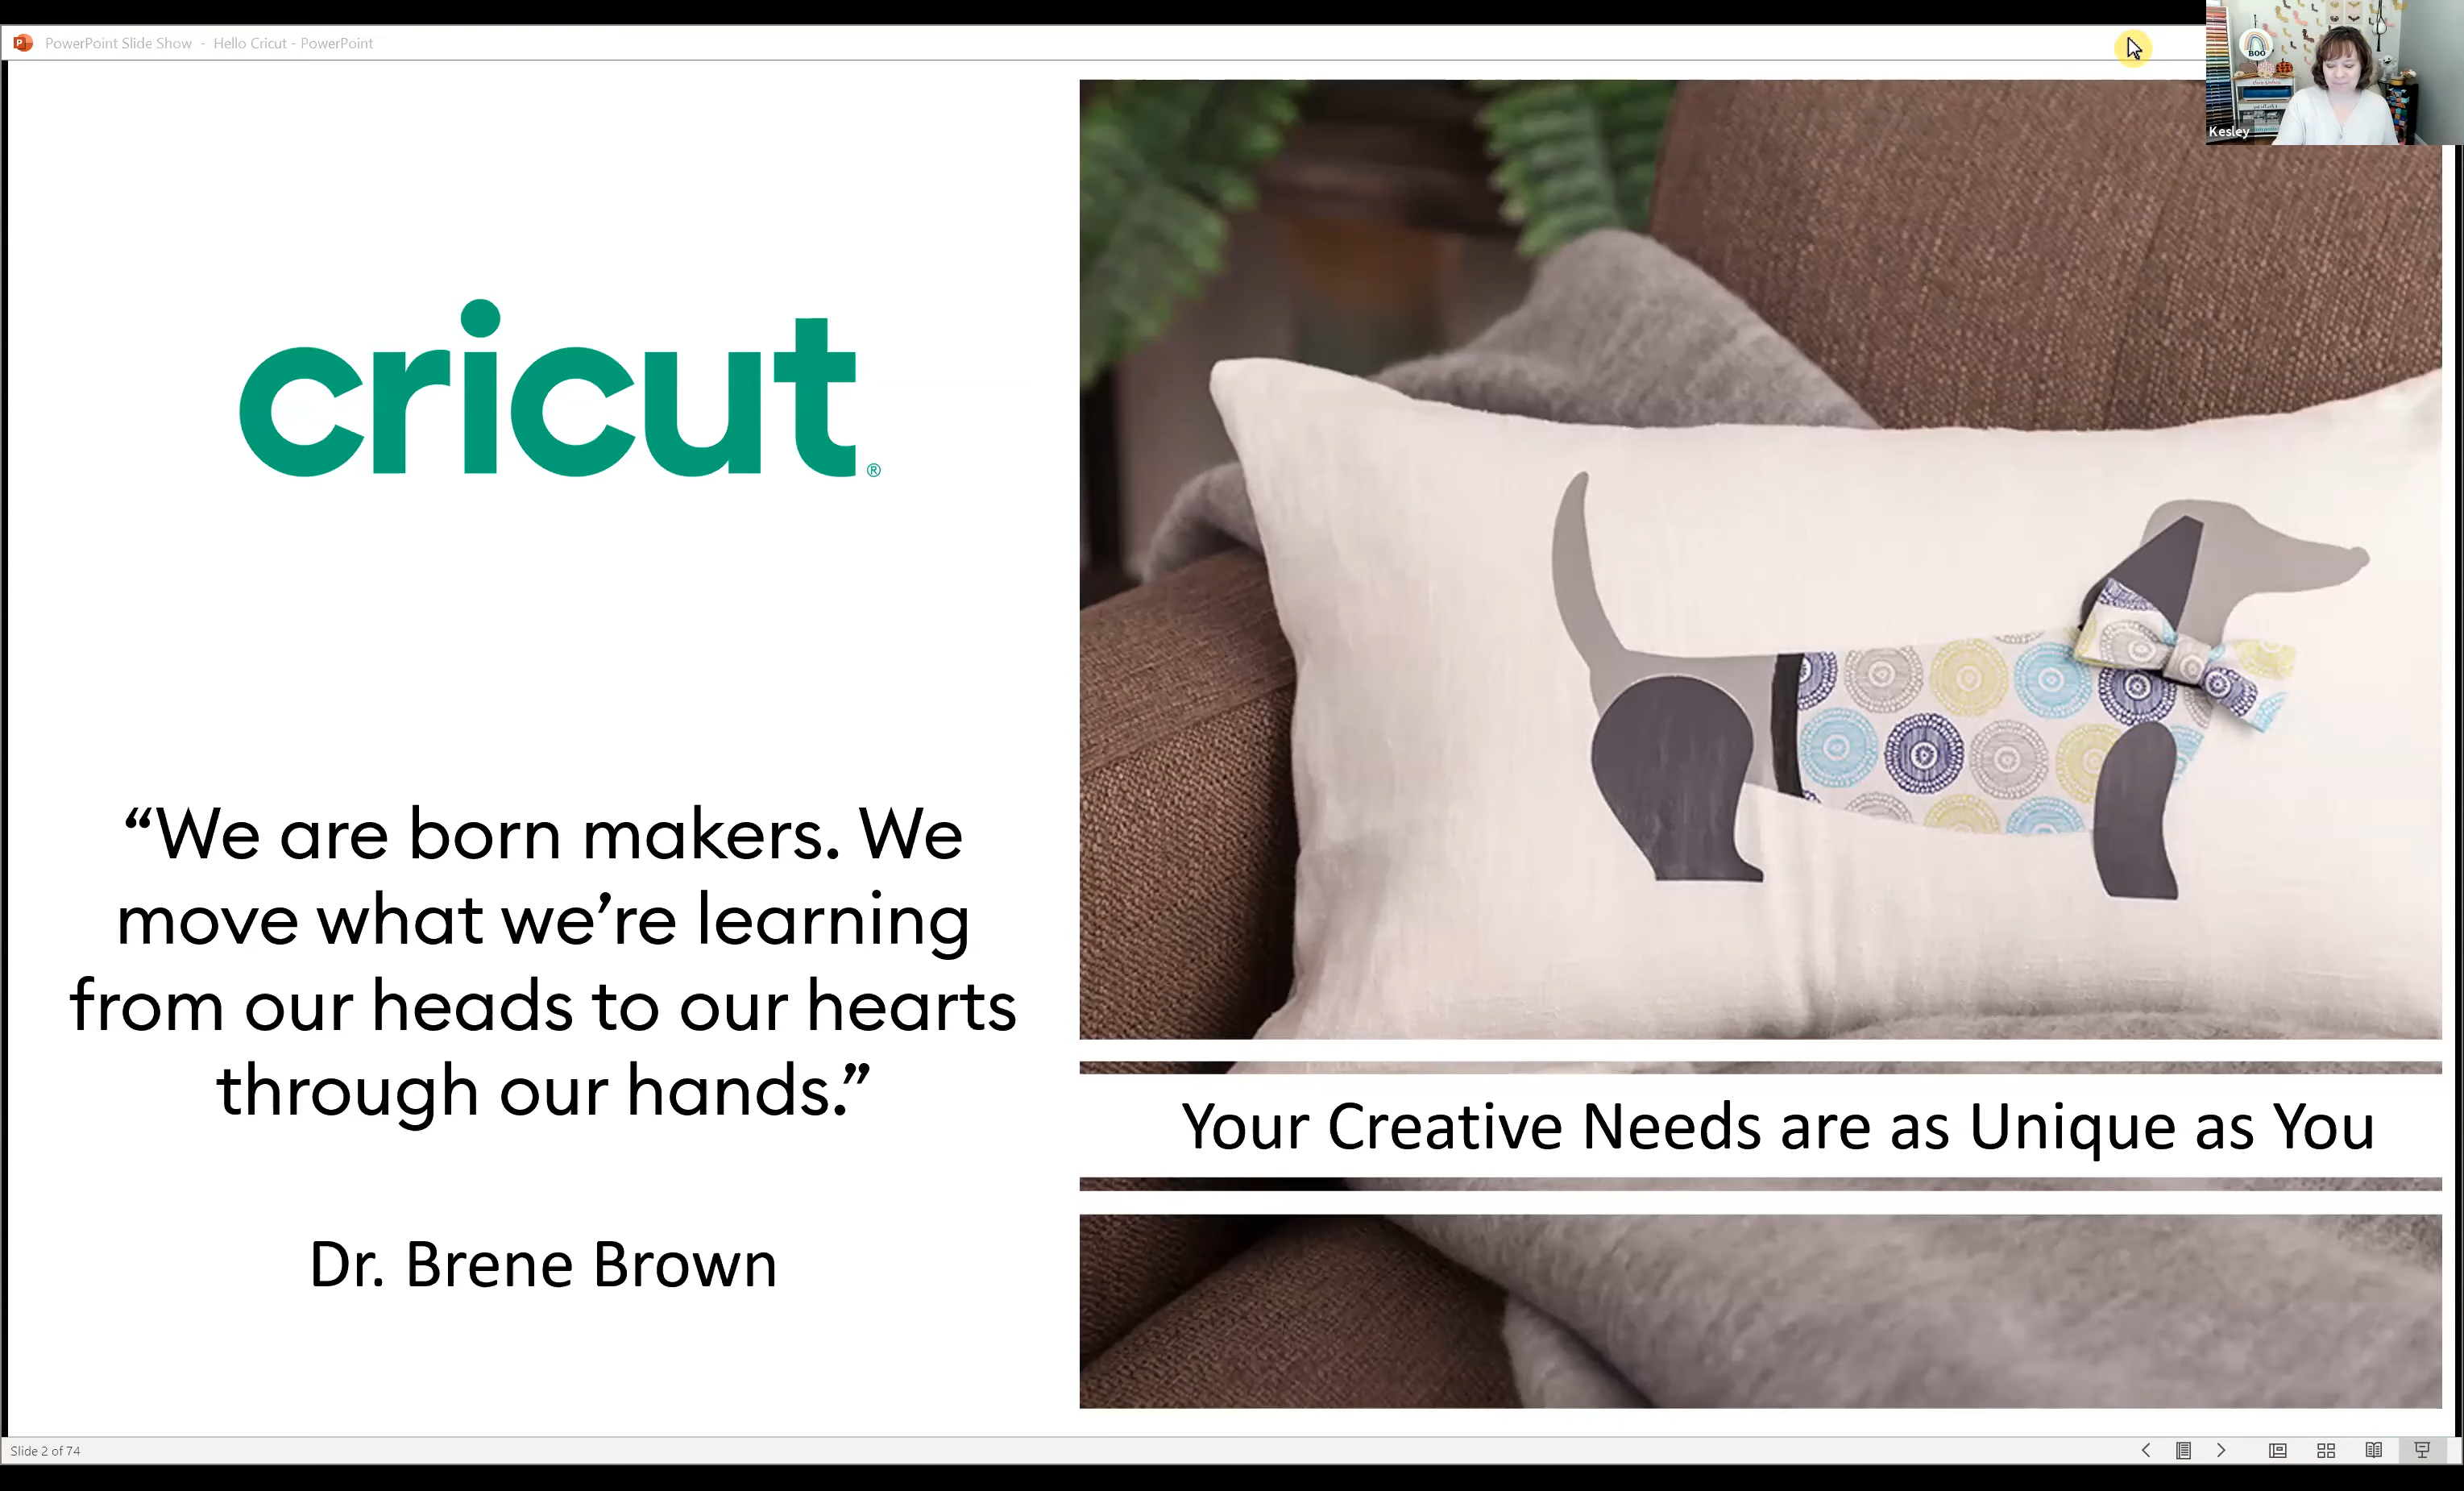 PowerPoint Slide Show - Hello Cricut - PowerPoint
BOO
Kesley
cricut®
“We are born makers. We
move what we’re learning
from our heads to our hearts
through our hands.”
Dr. Brene Brown
Your Creative Needs are as Unique as You
Slide 2 of 74